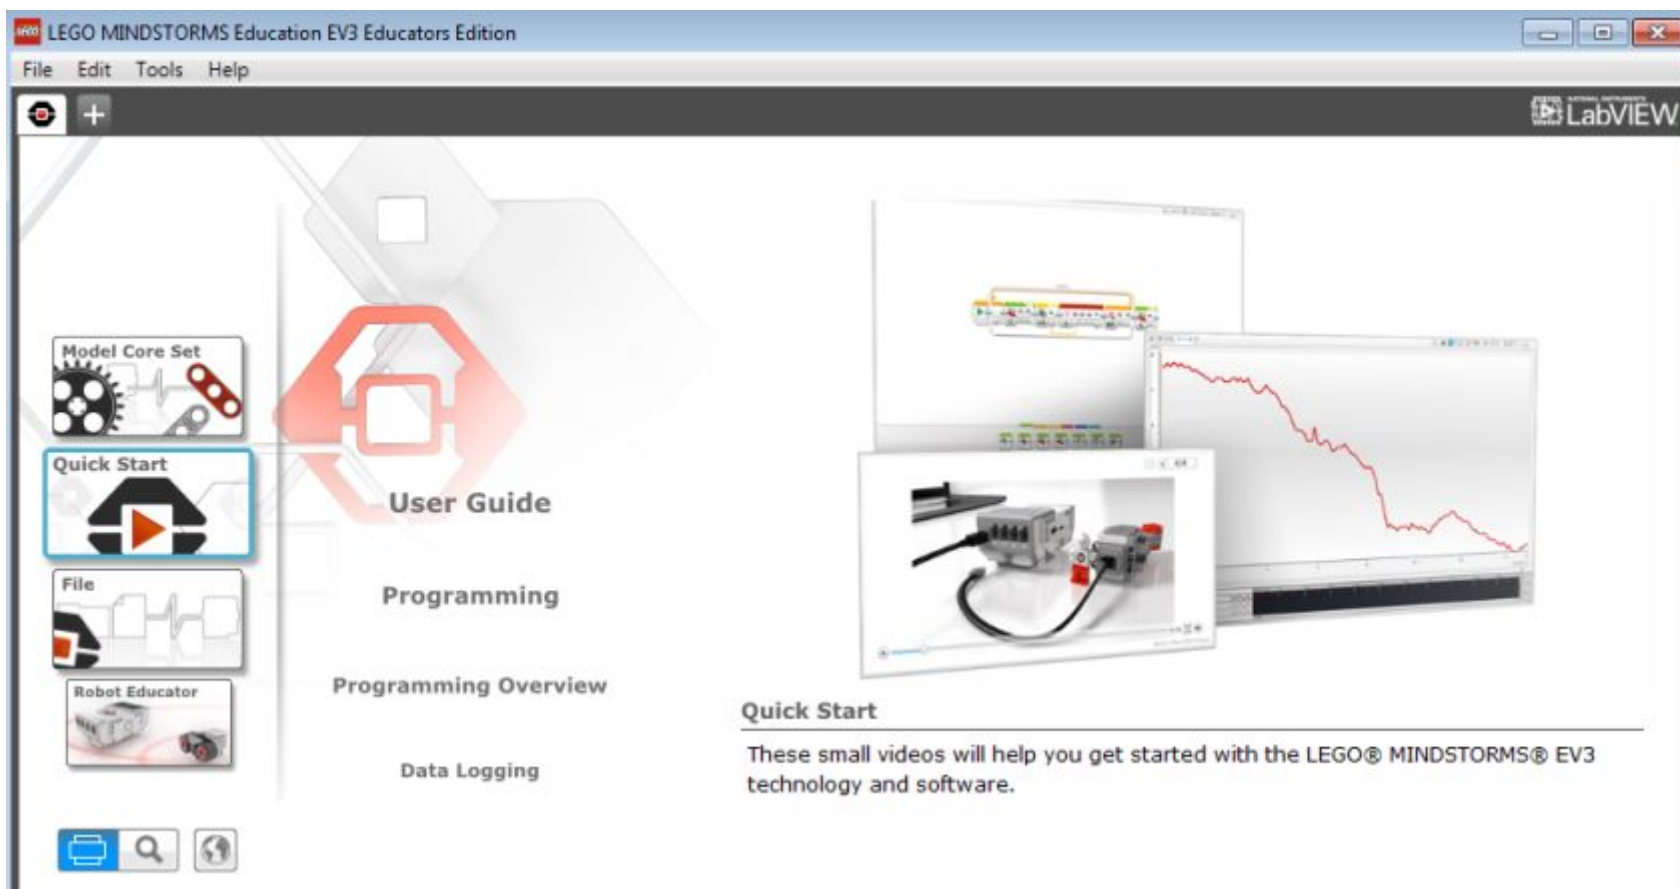 LEGO MINDSTORMS Education EV3 Educators Edition
File Edit Tools Help
NATIONAL INSTRUMENTS
LabVIEW
Model Core Set
Quick Start
File
Robot Educator
User Guide
Programming
Programming Overview
Data Logging
Quick Start
These small videos will help you get started with the LEGO® MINDSTORMS® EV3
technology and software.